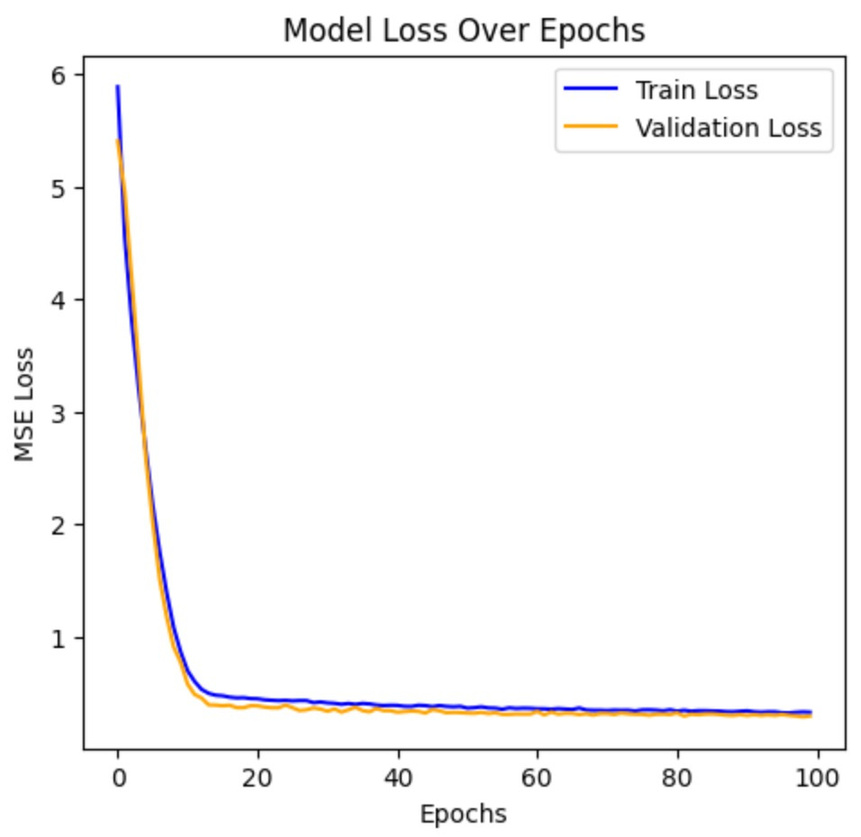 Model Loss Over Epochs
Train Loss
Validation Loss
6
5
4
3
2
1
MSE Loss
0 20 40 60 80 100
Epochs